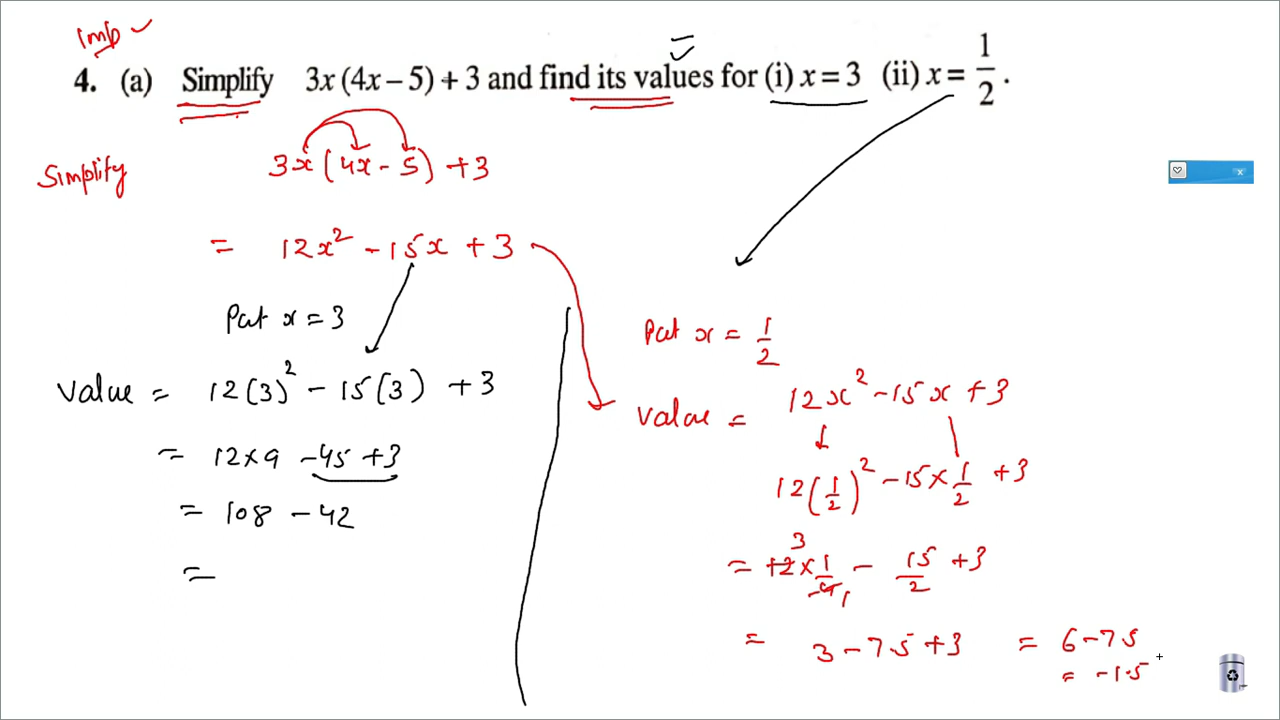 Imp
4. (a) Simplify 3x (4x – 5) + 3 and find its values for (i) x = 3 (ii) x = 1/2 .
Simplify 3x(4x - 5) + 3
= 12x² - 15x + 3
Put x = 3
Value = 12(3)² - 15(3) + 3
= 12×9 - 45 + 3
= 108 - 42
=
Put x = 1/2
Value = 12x² - 15x + 3
12(1/2)² - 15 × 1/2 + 3
3
= 12 × 1/4 - 15/2 + 3
1
= 3 - 7.5 + 3 = 6 - 7.5
= -1.5